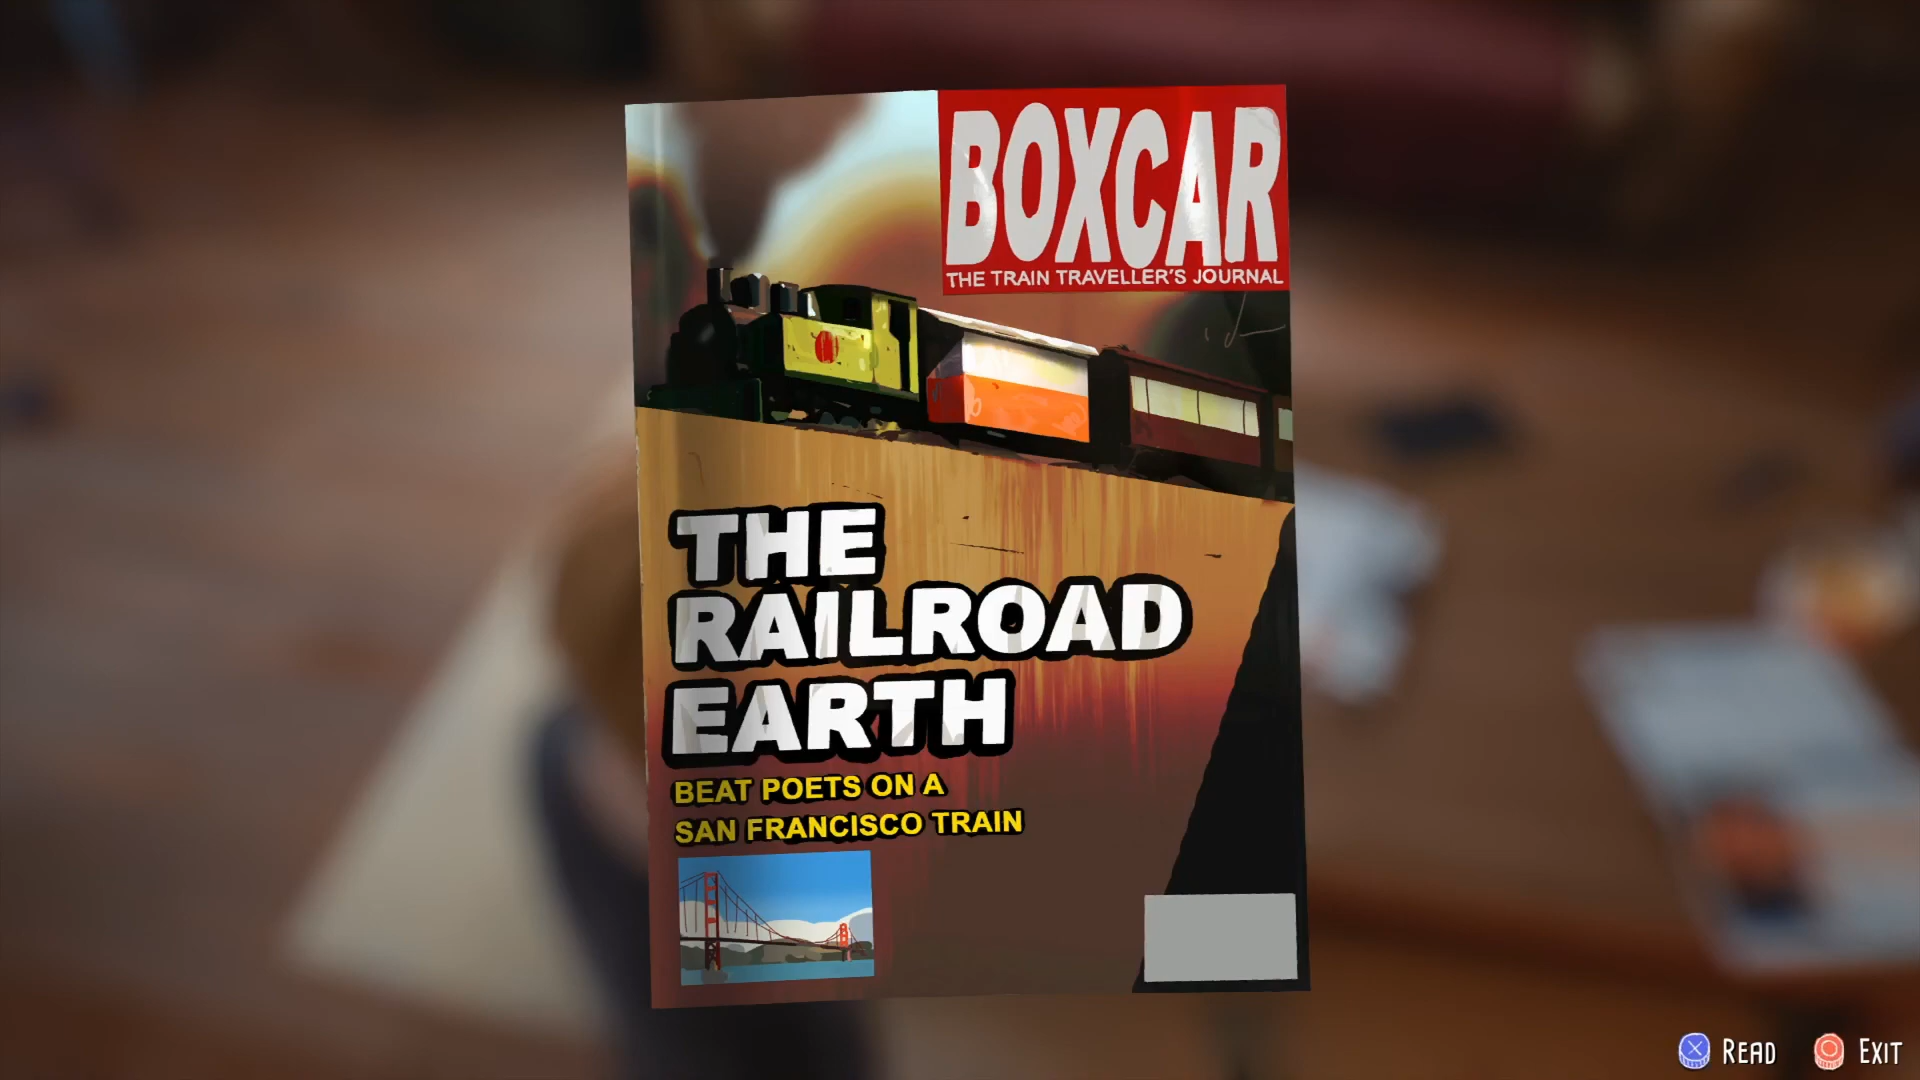 BOXCAR
THE TRAIN TRAVELLER'S JOURNAL
THE
RAILROAD
EARTH
BEAT POETS ON A
SAN FRANCISCO TRAIN
READ
EXIT